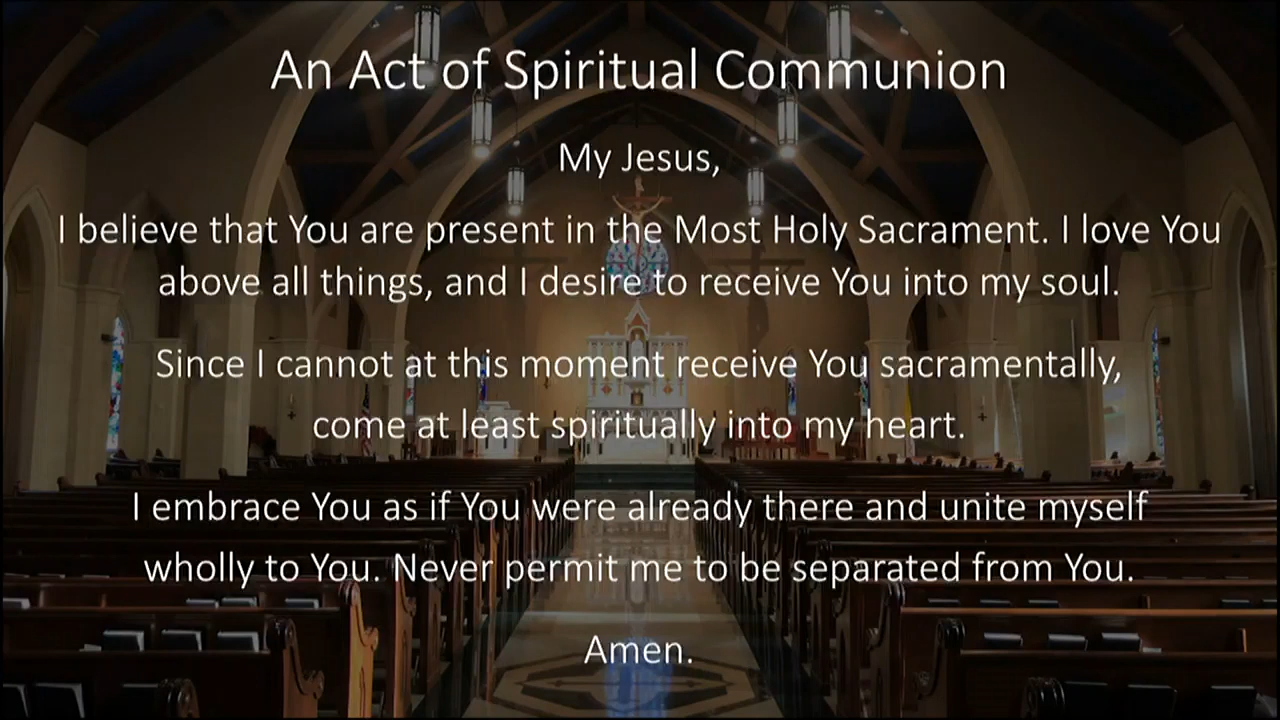 An Act of Spiritual Communion
My Jesus,
I believe that You are present in the Most Holy Sacrament. I love You
above all things, and I desire to receive You into my soul.
Since I cannot at this moment receive You sacramentally,
come at least spiritually into my heart.
I embrace You as if You were already there and unite myself
wholly to You. Never permit me to be separated from You.
Amen.